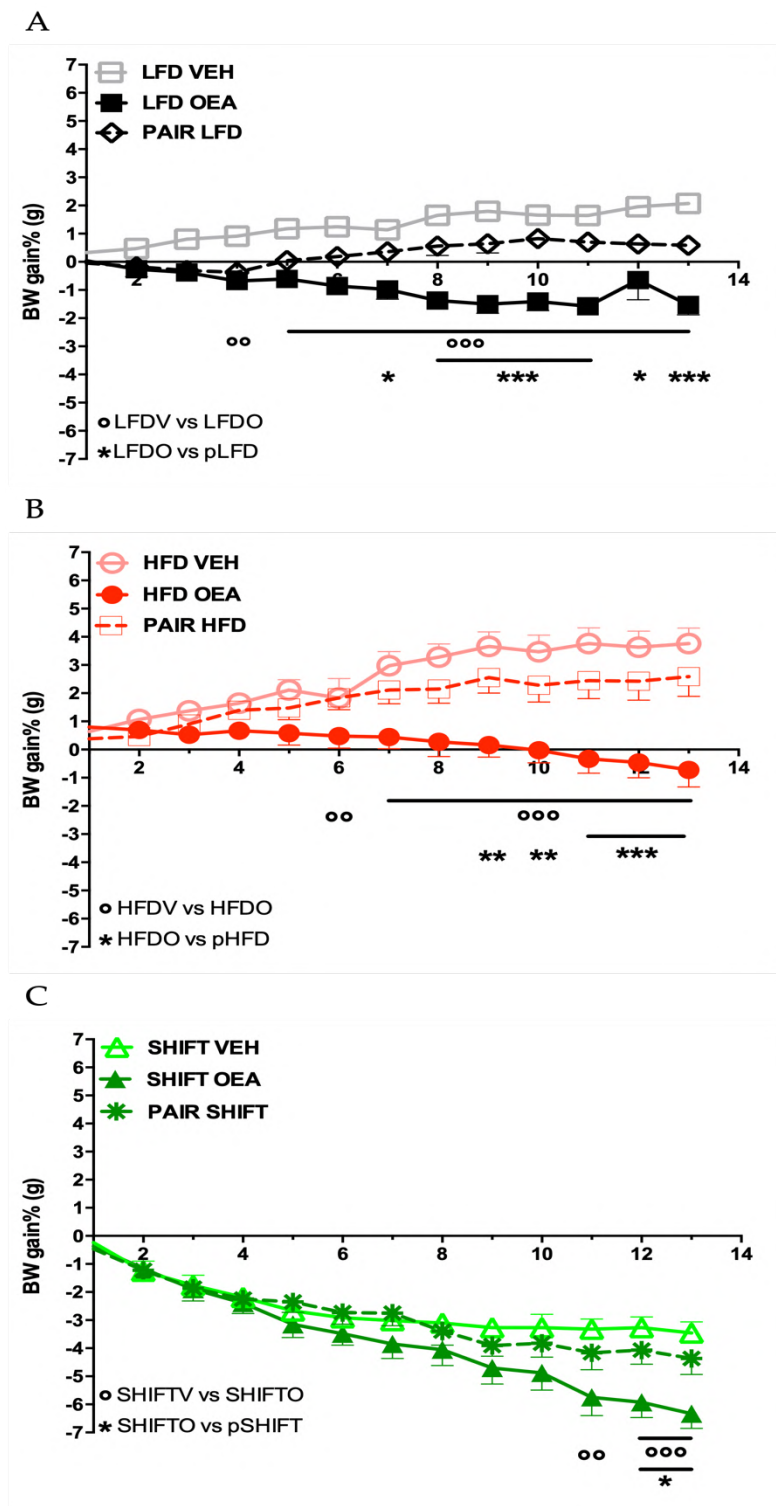 A
7
LFD VEH
6
LFD OEA
5
PAIR LFD
4
3
2
1
0
2 4 6 8 10 12 14
-1
-2
-3
-4
-5
-6
-7
BW gain% (g)
°° °°°
* *** * ***
° LFDV vs LFDO
* LFDO vs pLFD
B
7
HFD VEH
6
HFD OEA
5
PAIR HFD
4
3
2
1
0
2 4 6 8 10 12 14
-1
-2
-3
-4
-5
-6
-7
BW gain% (g)
°° °°°
** ** ***
° HFDV vs HFDO
* HFDO vs pHFD
C
7
SHIFT VEH
6
SHIFT OEA
5
PAIR SHIFT
4
3
2
1
0
2 4 6 8 10 12 14
-1
-2
-3
-4
-5
-6
-7
BW gain% (g)
° SHIFTV vs SHIFTO
* SHIFTO vs pSHIFT
°° °°°
*